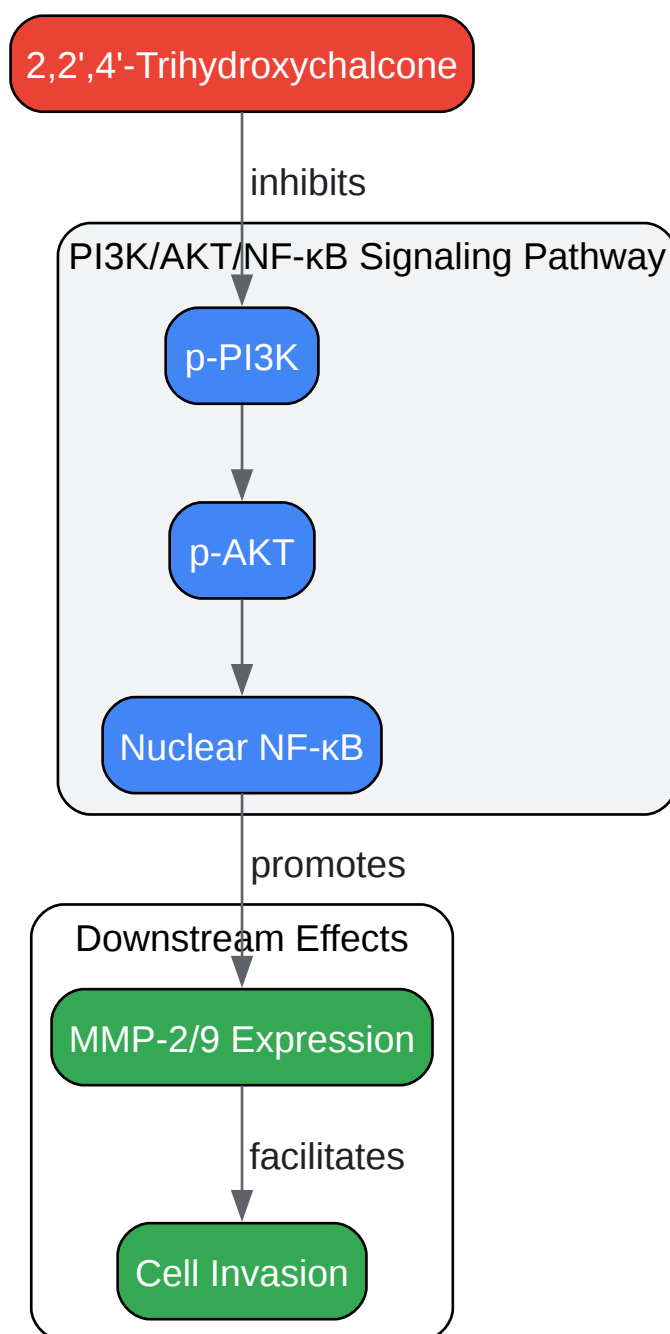 2,2',4'-Trihydroxychalcone
inhibits
PI3K/AKT/NF-κB Signaling Pathway
p-PI3K
p-AKT
Nuclear NF-κB
promotes
Downstream Effects
MMP-2/9 Expression
facilitates
Cell Invasion